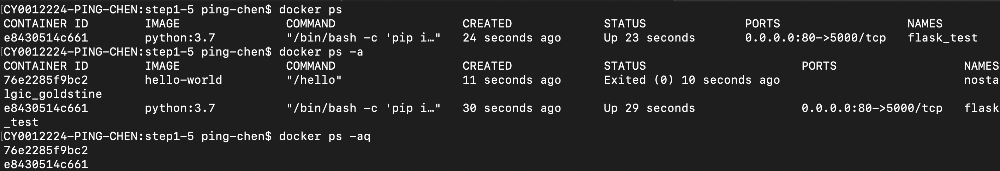 [CY0012224-PING-CHEN:step1-5 ping-chen$ docker ps
CONTAINER ID        IMAGE               COMMAND                  CREATED             STATUS              PORTS                  NAMES
e8430514c661        python:3.7          "/bin/bash -c 'pip i…"   24 seconds ago      Up 23 seconds       0.0.0.0:80->5000/tcp   flask_test
[CY0012224-PING-CHEN:step1-5 ping-chen$ docker ps -a
CONTAINER ID        IMAGE               COMMAND                  CREATED             STATUS                      PORTS                  NAMES
76e2285f9bc2        hello-world         "/hello"                 11 seconds ago      Exited (0) 10 seconds ago                          nosta
lgic_goldstine
e8430514c661        python:3.7          "/bin/bash -c 'pip i…"   30 seconds ago      Up 29 seconds               0.0.0.0:80->5000/tcp   flask
_test
[CY0012224-PING-CHEN:step1-5 ping-chen$ docker ps -aq
76e2285f9bc2
e8430514c661